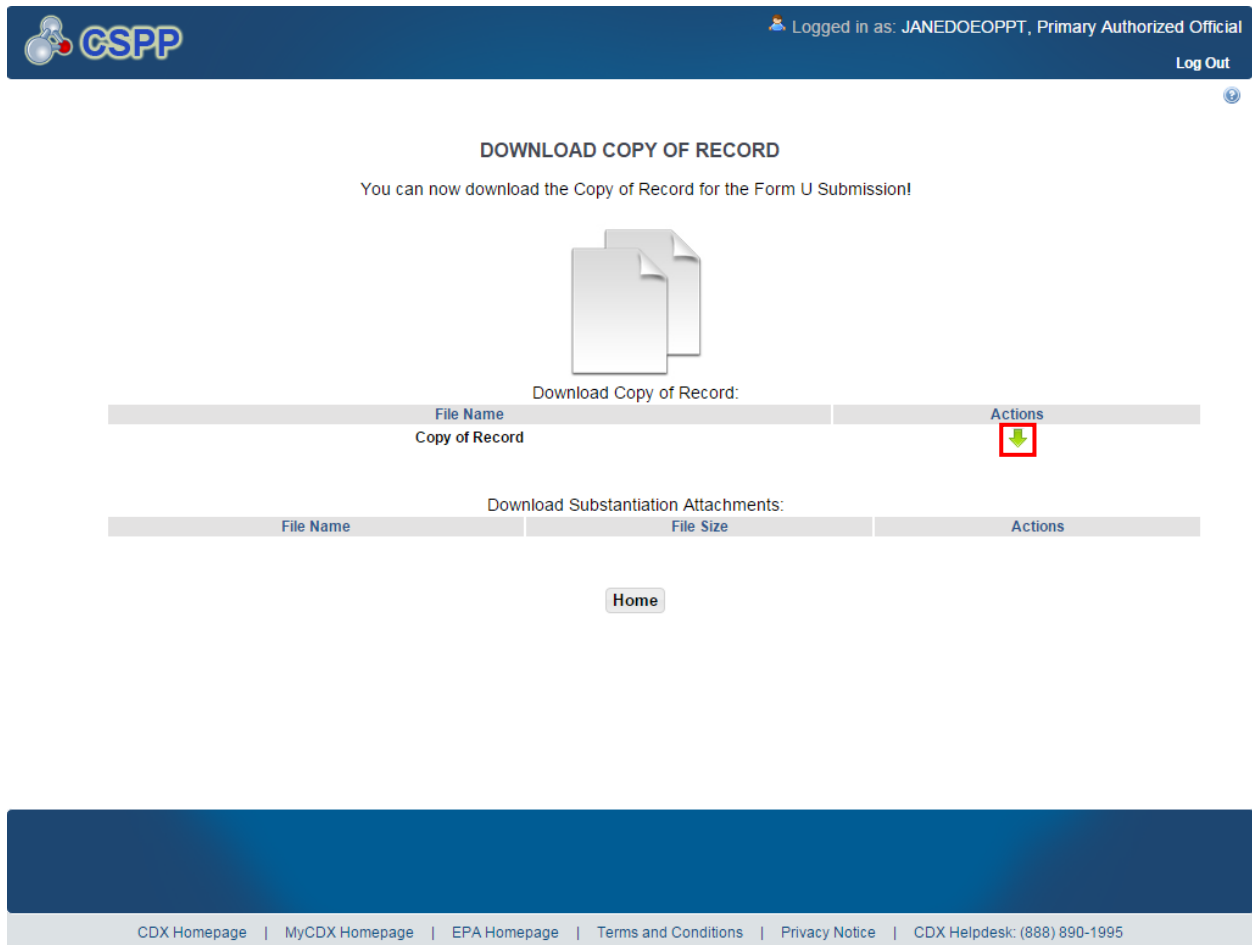 CSPP
Logged in as: JANEDOEOPPT, Primary Authorized Official
Log Out
?
DOWNLOAD COPY OF RECORD
You can now download the Copy of Record for the Form U Submission!
Download Copy of Record:
File Name Actions
Copy of Record
Download Substantiation Attachments:
File Name File Size Actions
Home
CDX Homepage | MyCDX Homepage | EPA Homepage | Terms and Conditions | Privacy Notice | CDX Helpdesk: (888) 890-1995